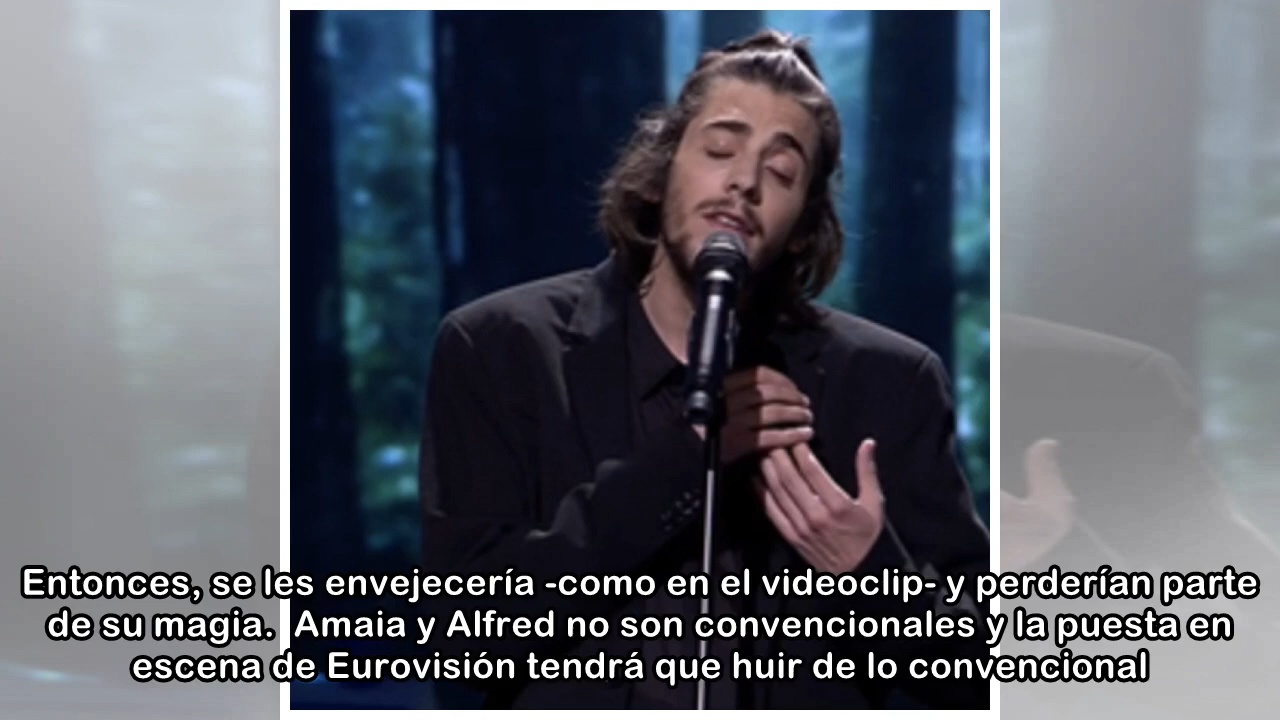 Entonces, se les envejecería -como en el videoclip- y perderían parte
de su magia.  Amaia y Alfred no son convencionales y la puesta en
escena de Eurovisión tendrá que huir de lo convencional